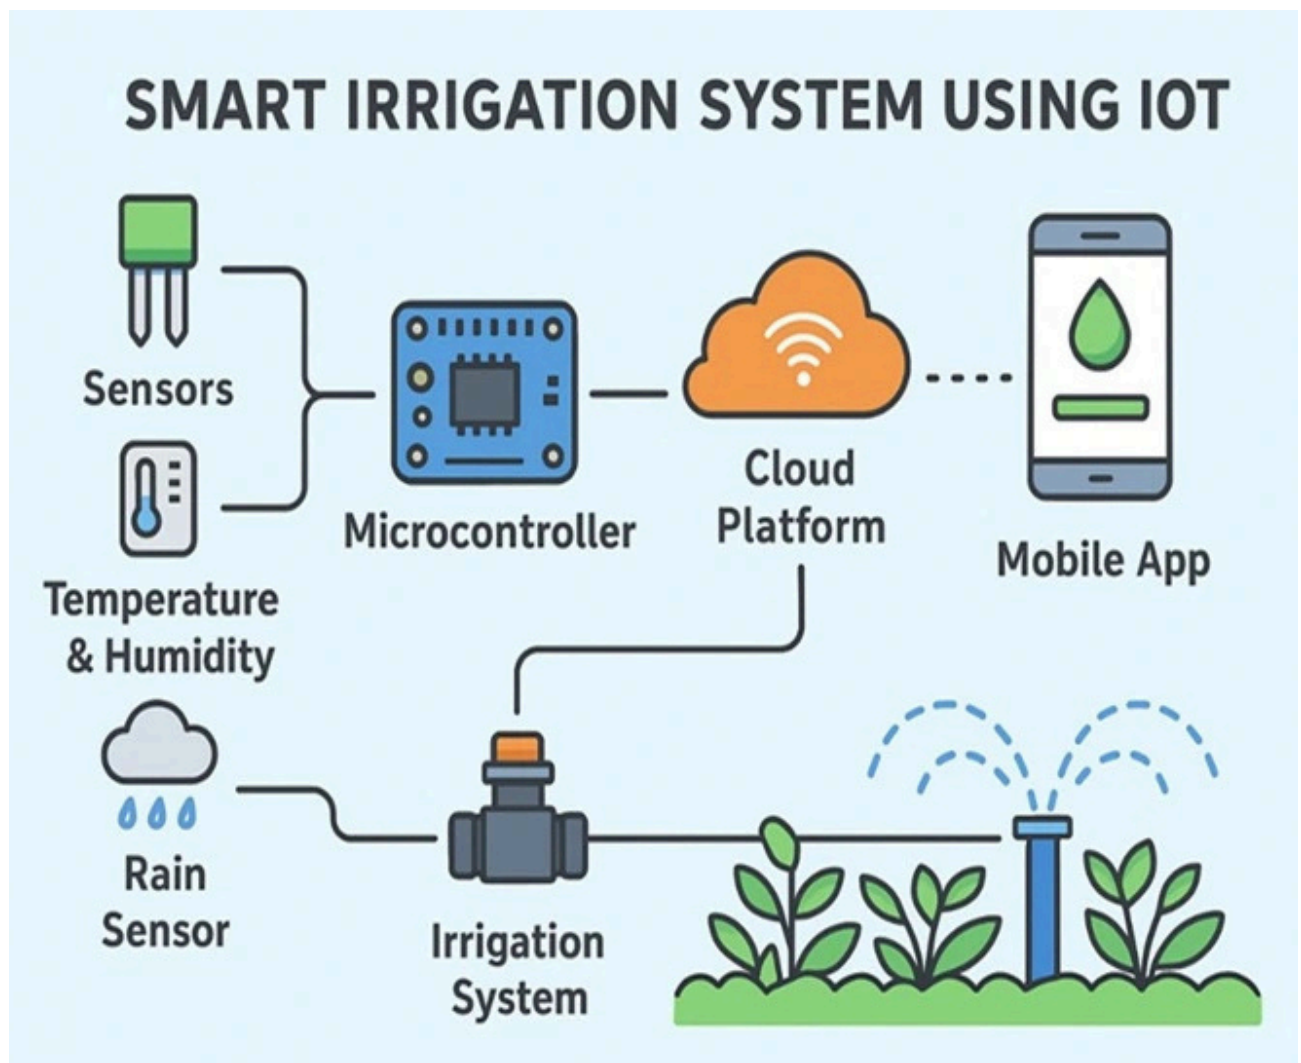 SMART IRRIGATION SYSTEM USING IOT
Sensors
Temperature
& Humidity
Microcontroller
Cloud
Platform
Mobile App
Rain
Sensor
Irrigation
System